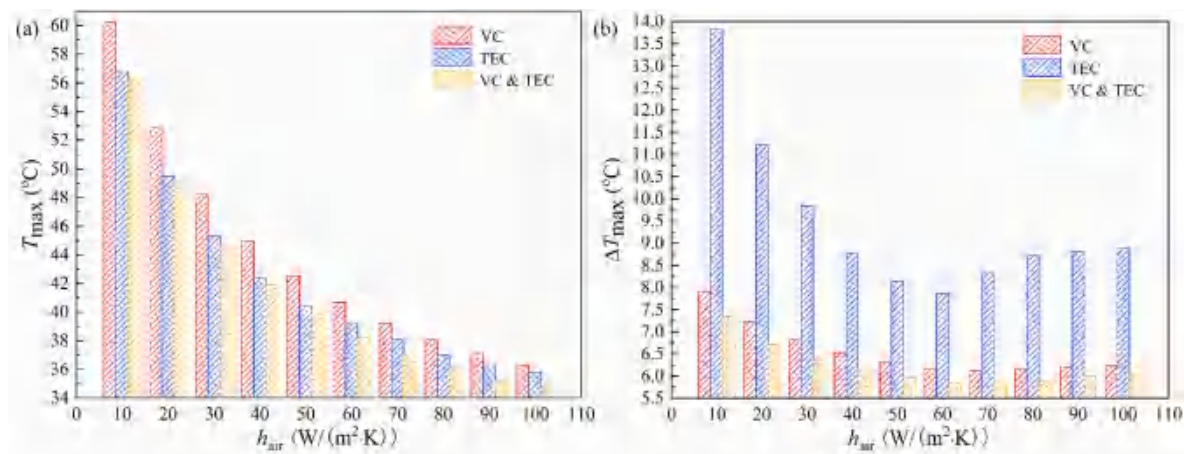 (a)
VC
TEC
VC & TEC
T_max (°C)
60
58
56
54
52
50
48
46
44
42
40
38
36
34
0 10 20 30 40 50 60 70 80 90 100 110
h_air (W/(m²·K))
(b)
VC
TEC
VC & TEC
ΔT_max (°C)
14.0
13.5
13.0
12.5
12.0
11.5
11.0
10.5
10.0
9.5
9.0
8.5
8.0
7.5
7.0
6.5
6.0
5.5
0 10 20 30 40 50 60 70 80 90 100 110
h_air (W/(m²·K))